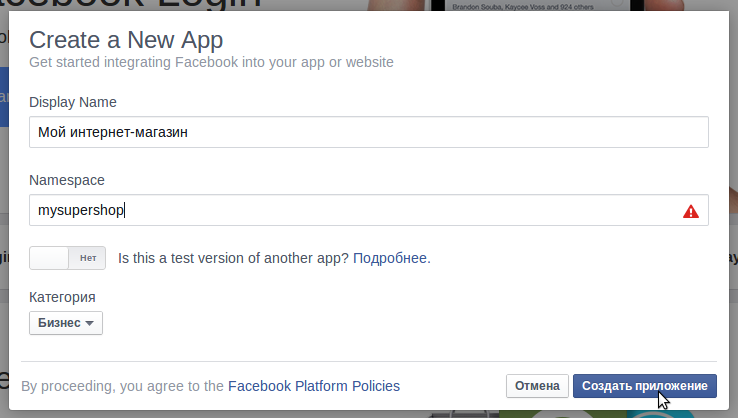 acebook Login
Brandon Souba, Kaycee Voss and 924 others
Create a New App
Get started integrating Facebook into your app or website
Display Name
Мой интернет-магазин
Namespace
mysupershop
Нет Is this a test version of another app? Подробнее.
Категория
Бизнес
By proceeding, you agree to the Facebook Platform Policies Отмена Создать приложение